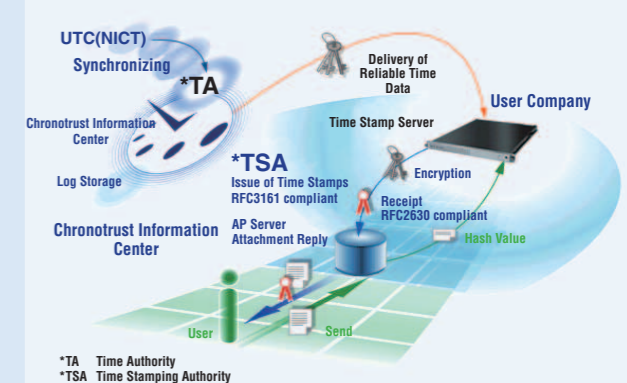 UTC(NICT)
Synchronizing
*TA
Delivery of
Reliable Time
Data
User Company
Chronotrust Information
Center
Time Stamp Server
*TSA
Issue of Time Stamps
RFC3161 compliant
Encryption
Log Storage
Receipt
RFC2630 compliant
Chronotrust Information
Center
AP Server
Attachment Reply
Hash Value
User
Send
*TA Time Authority
*TSA Time Stamping Authority